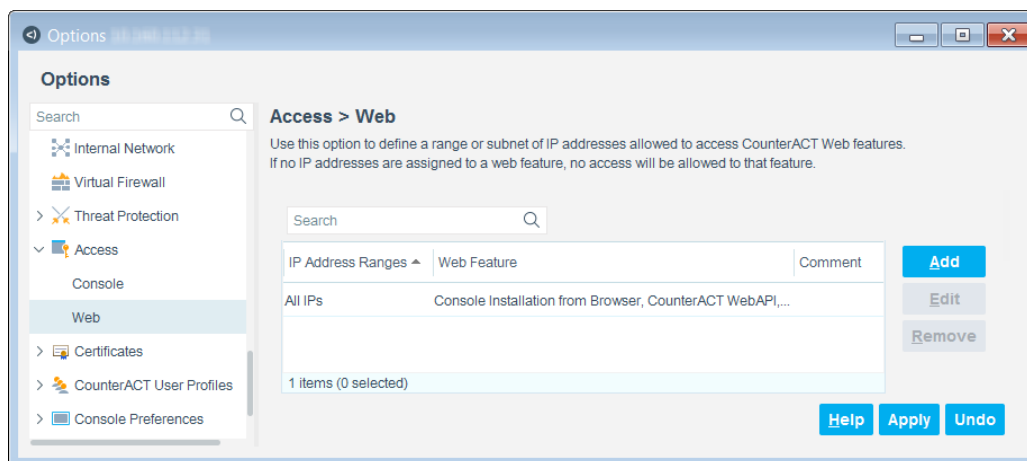 Options
Options
Search
Internal Network
Virtual Firewall
Threat Protection
Access
Console
Web
Certificates
CounterACT User Profiles
Console Preferences
Access > Web
Use this option to define a range or subnet of IP addresses allowed to access CounterACT Web features.
If no IP addresses are assigned to a web feature, no access will be allowed to that feature.
Search
IP Address Ranges Web Feature Comment
All IPs Console Installation from Browser, CounterACT WebAPI,...
1 items (0 selected)
Add
Edit
Remove
Help Apply Undo